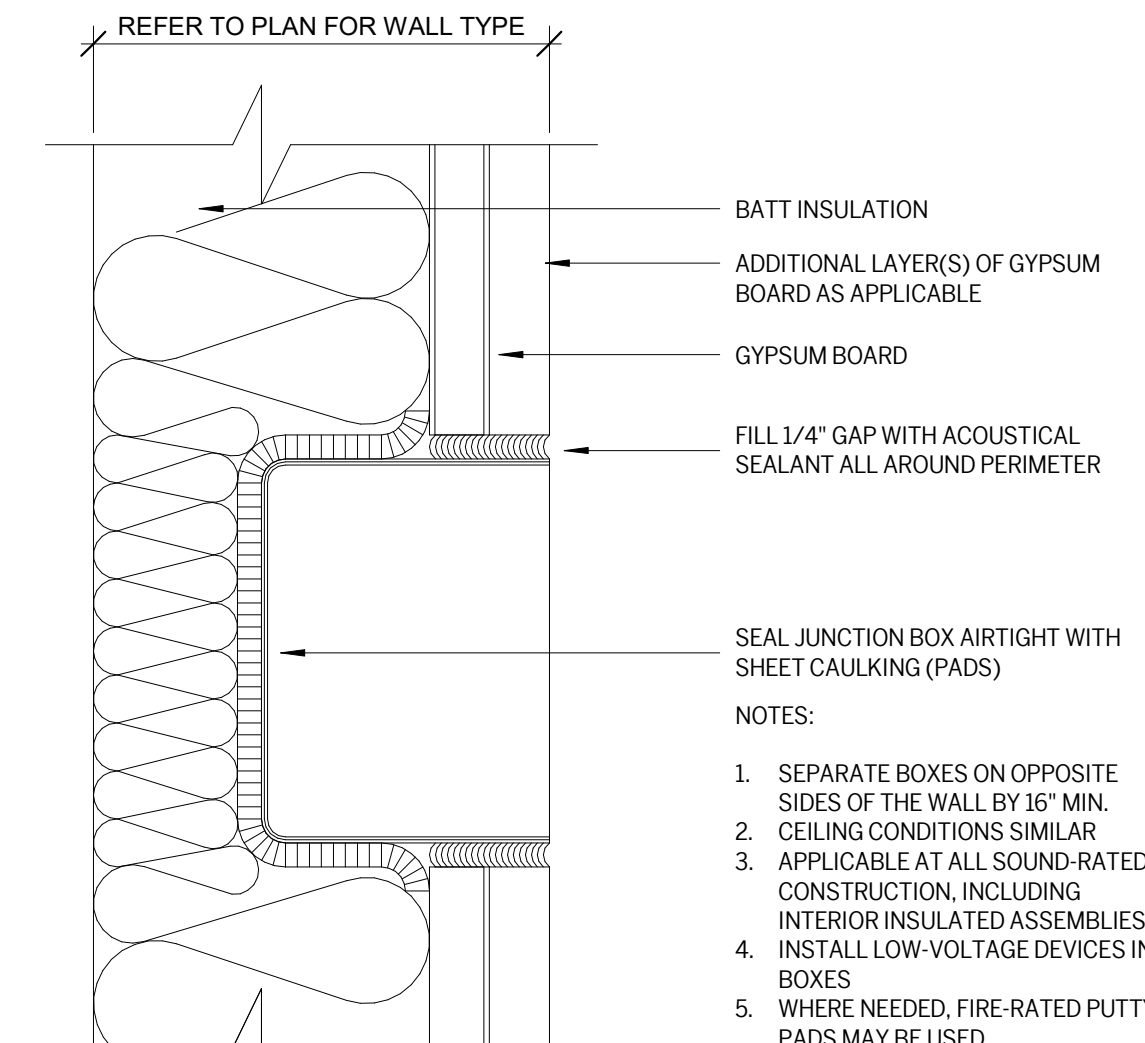 REFER TO PLAN FOR WALL TYPE
BATT INSULATION
ADDITIONAL LAYER(S) OF GYPSUM
BOARD AS APPLICABLE
GYPSUM BOARD
FILL 1/4" GAP WITH ACOUSTICAL
SEALANT ALL AROUND PERIMETER
SEAL JUNCTION BOX AIRTIGHT WITH
SHEET CAULKING (PADS)
NOTES:
1. SEPARATE BOXES ON OPPOSITE
SIDES OF THE WALL BY 16" MIN.
2. CEILING CONDITIONS SIMILAR
3. APPLICABLE AT ALL SOUND-RATED
CONSTRUCTION, INCLUDING
INTERIOR INSULATED ASSEMBLIES
4. INSTALL LOW-VOLTAGE DEVICES IN
BOXES
5. WHERE NEEDED, FIRE-RATED PUTTY
PADS MAY BE USED